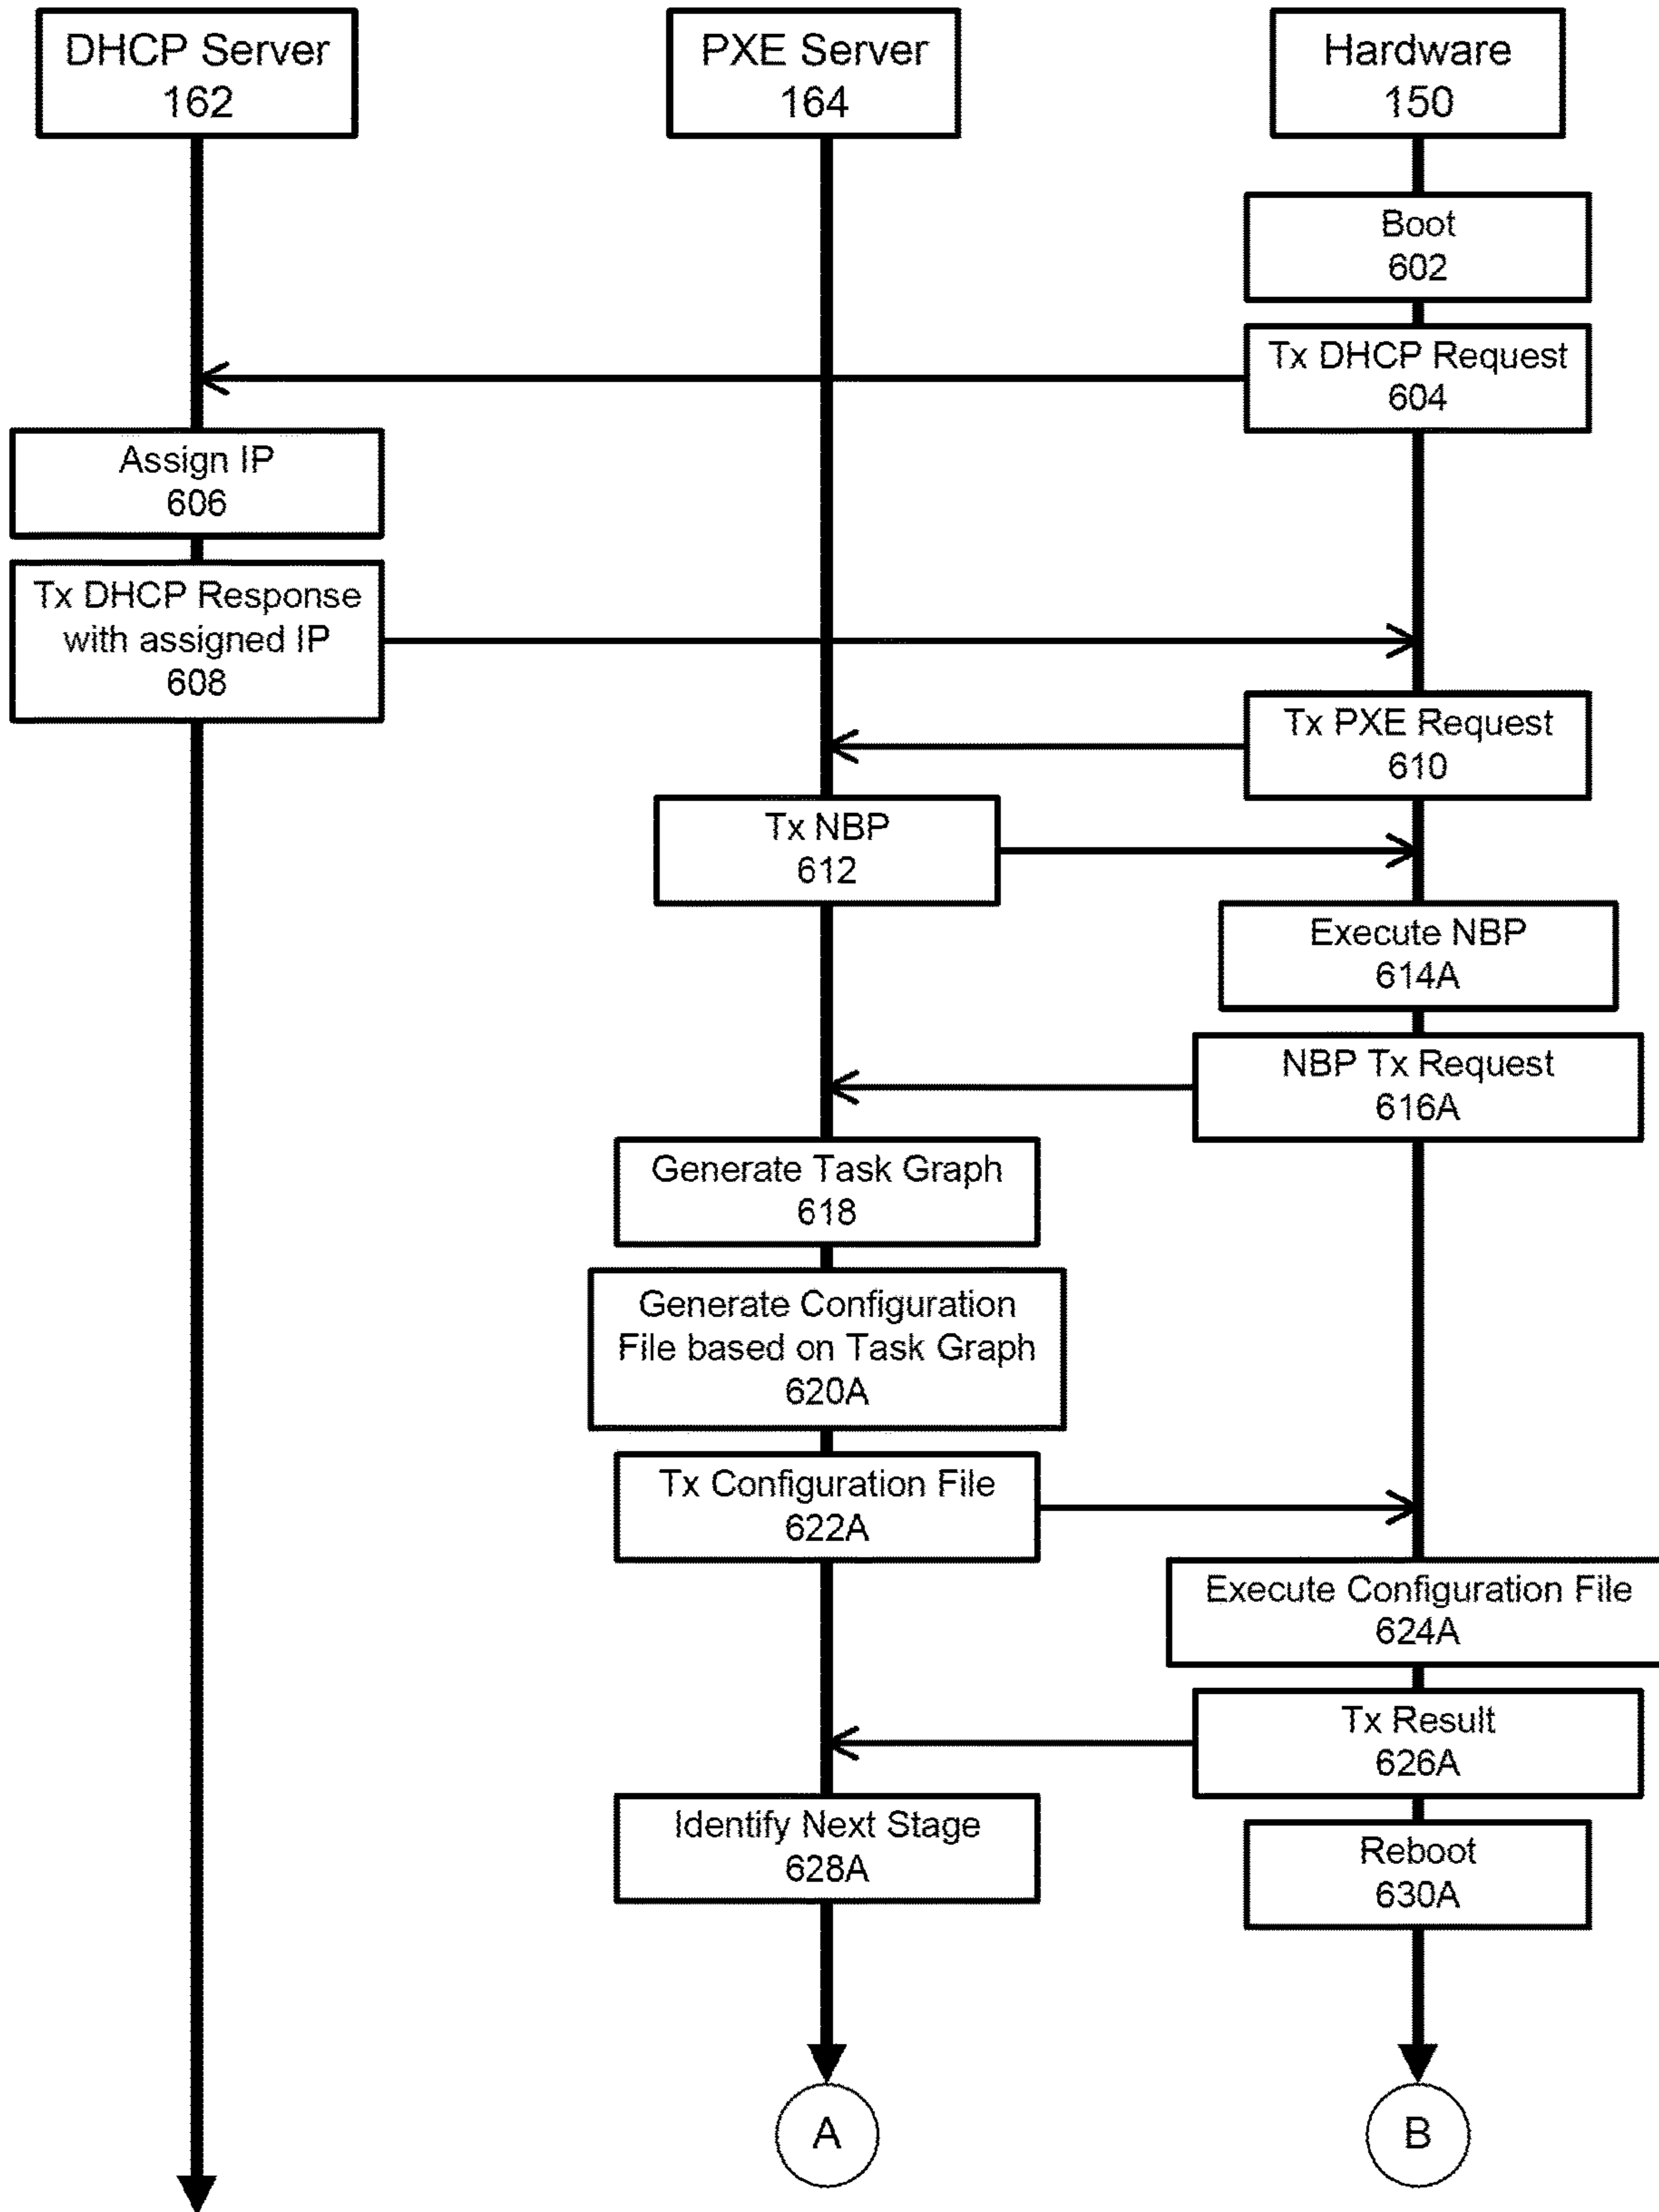 DHCP Server
162
PXE Server
164
Hardware
150
Boot
602
Tx DHCP Request
604
Assign IP
606
Tx DHCP Response
with assigned IP
608
Tx PXE Request
610
Tx NBP
612
Execute NBP
614A
NBP Tx Request
616A
Generate Task Graph
618
Generate Configuration
File based on Task Graph
620A
Tx Configuration File
622A
Execute Configuration File
624A
Tx Result
626A
Identify Next Stage
628A
Reboot
630A
A
B